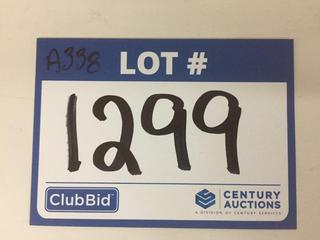 A338 LOT #
1299
ClubBid
CENTURY
AUCTIONS
A DIVISION OF CENTURY SERVICES